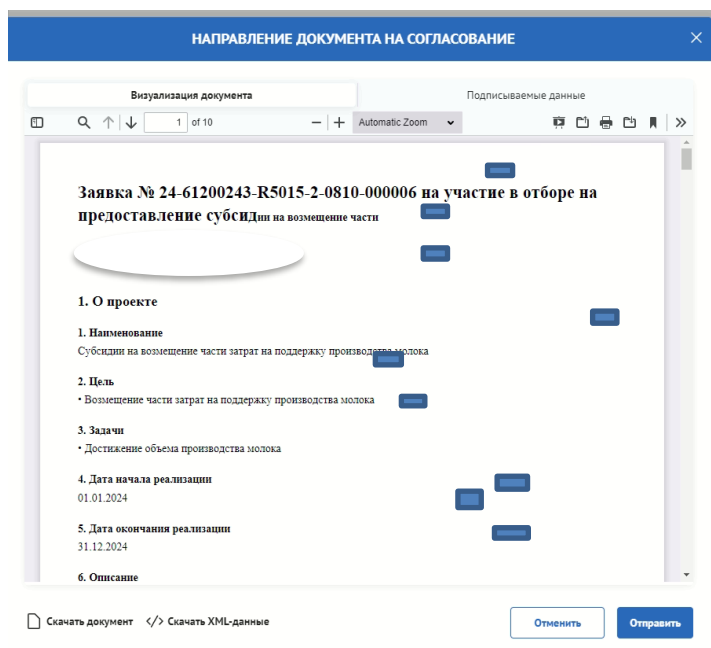 НАПРАВЛЕНИЕ ДОКУМЕНТА НА СОГЛАСОВАНИЕ
Визуализация документа
Подписываемые данные
1 of 10
Automatic Zoom
Заявка № 24-61200243-R5015-2-0810-000006 на участие в отборе на
предоставление субсидии на возмещение части
1. О проекте
1. Наименование
Субсидии на возмещение части затрат на поддержку производства молока
2. Цель
• Возмещение части затрат на поддержку производства молока
3. Задачи
• Достижение объема производства молока
4. Дата начала реализации
01.01.2024
5. Дата окончания реализации
31.12.2024
6. Описание
Скачать документ
</> Скачать XML-данные
Отменить
Отправить